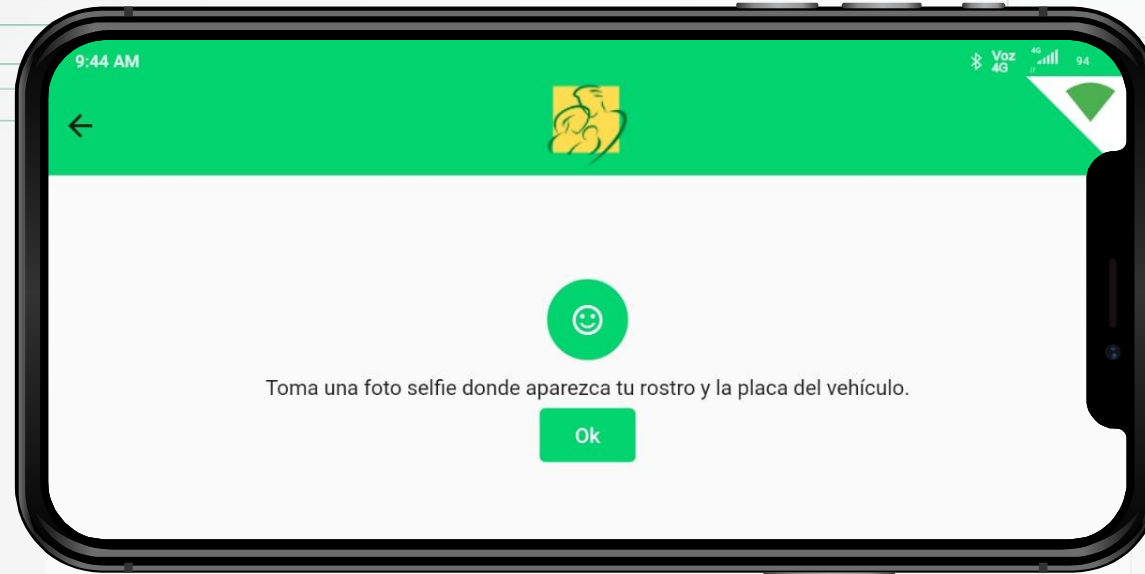 9:44 AM
Voz 4G 4G 94
Toma una foto selfie donde aparezca tu rostro y la placa del vehículo.
Ok